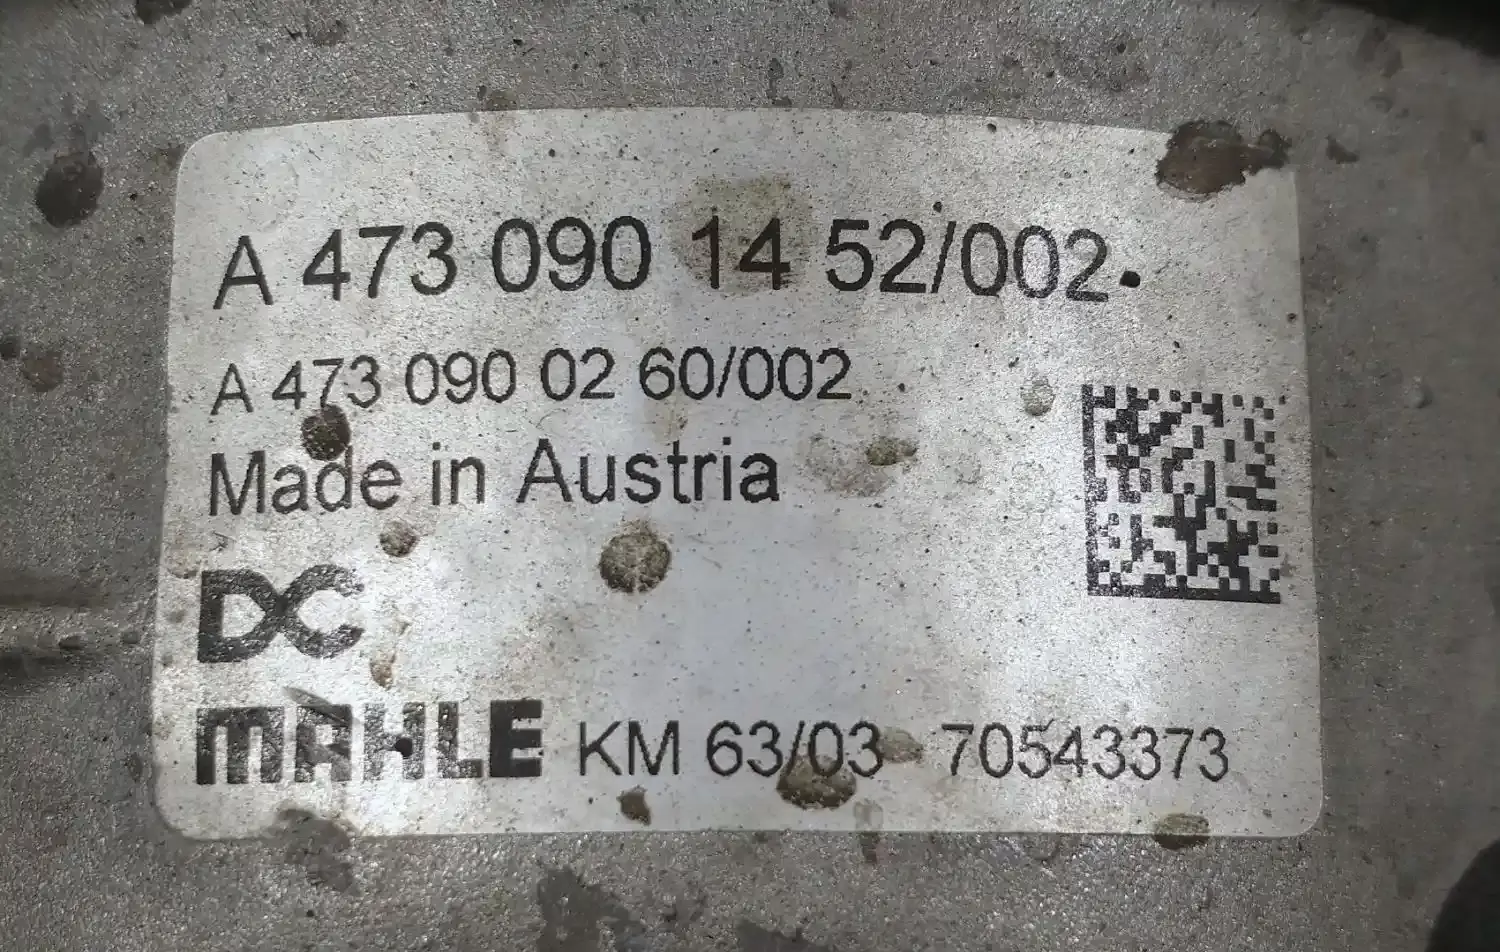 A 473 090 14 52/002
A 473 090 02 60/002
Made in Austria
DC
MAHLE KM 63/03 70543373